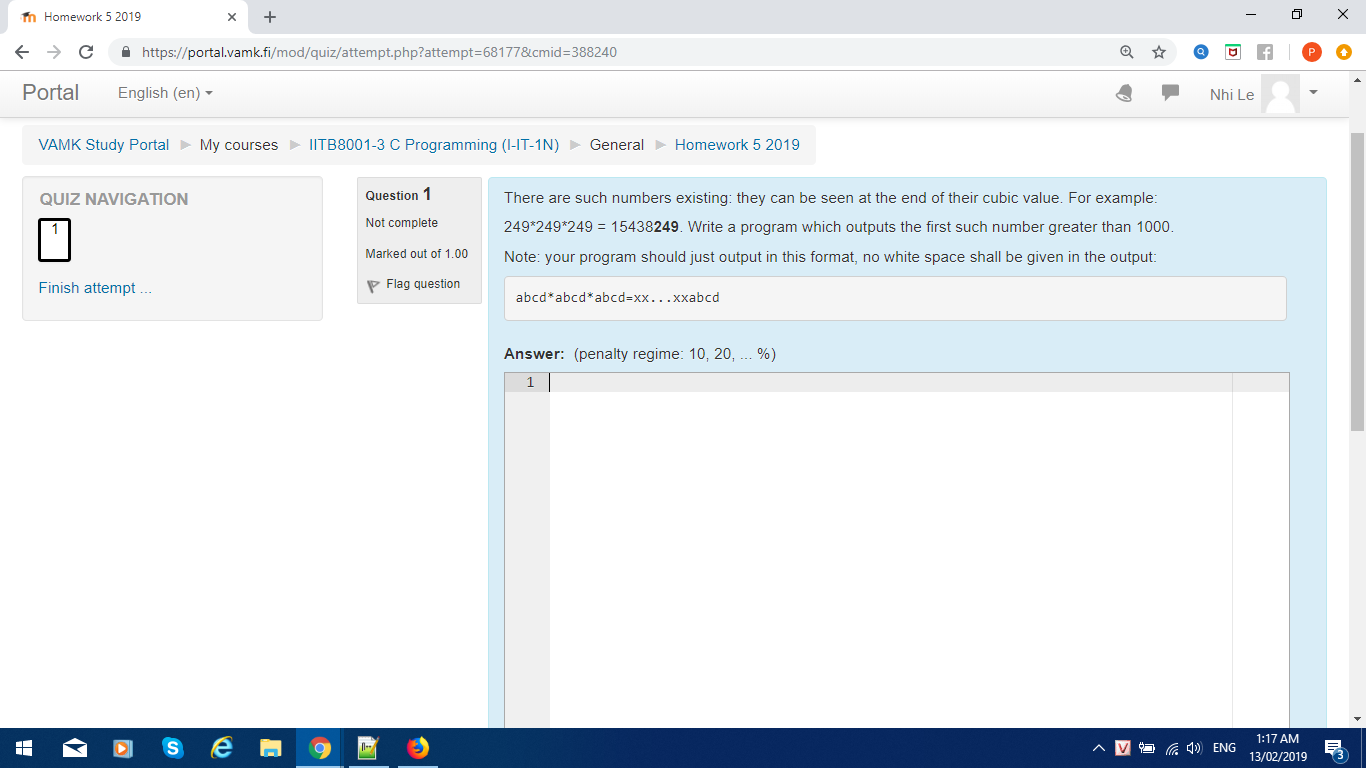 Homework 5 2019
https://portal.vamk.fi/mod/quiz/attempt.php?attempt=68177&cmid=388240
P
Portal
English (en)
Nhi Le
VAMK Study Portal
My courses
IITB8001-3 C Programming (I-IT-1N)
General
Homework 5 2019
QUIZ NAVIGATION
1
Finish attempt ...
Question 1
Not complete
Marked out of 1.00
Flag question
There are such numbers existing: they can be seen at the end of their cubic value. For example:
249*249*249 = 15438249. Write a program which outputs the first such number greater than 1000.
Note: your program should just output in this format, no white space shall be given in the output:
abcd*abcd*abcd=xx...xxabcd
Answer: (penalty regime: 10, 20, ... %)
1
ENG
1:17 AM
13/02/2019
3